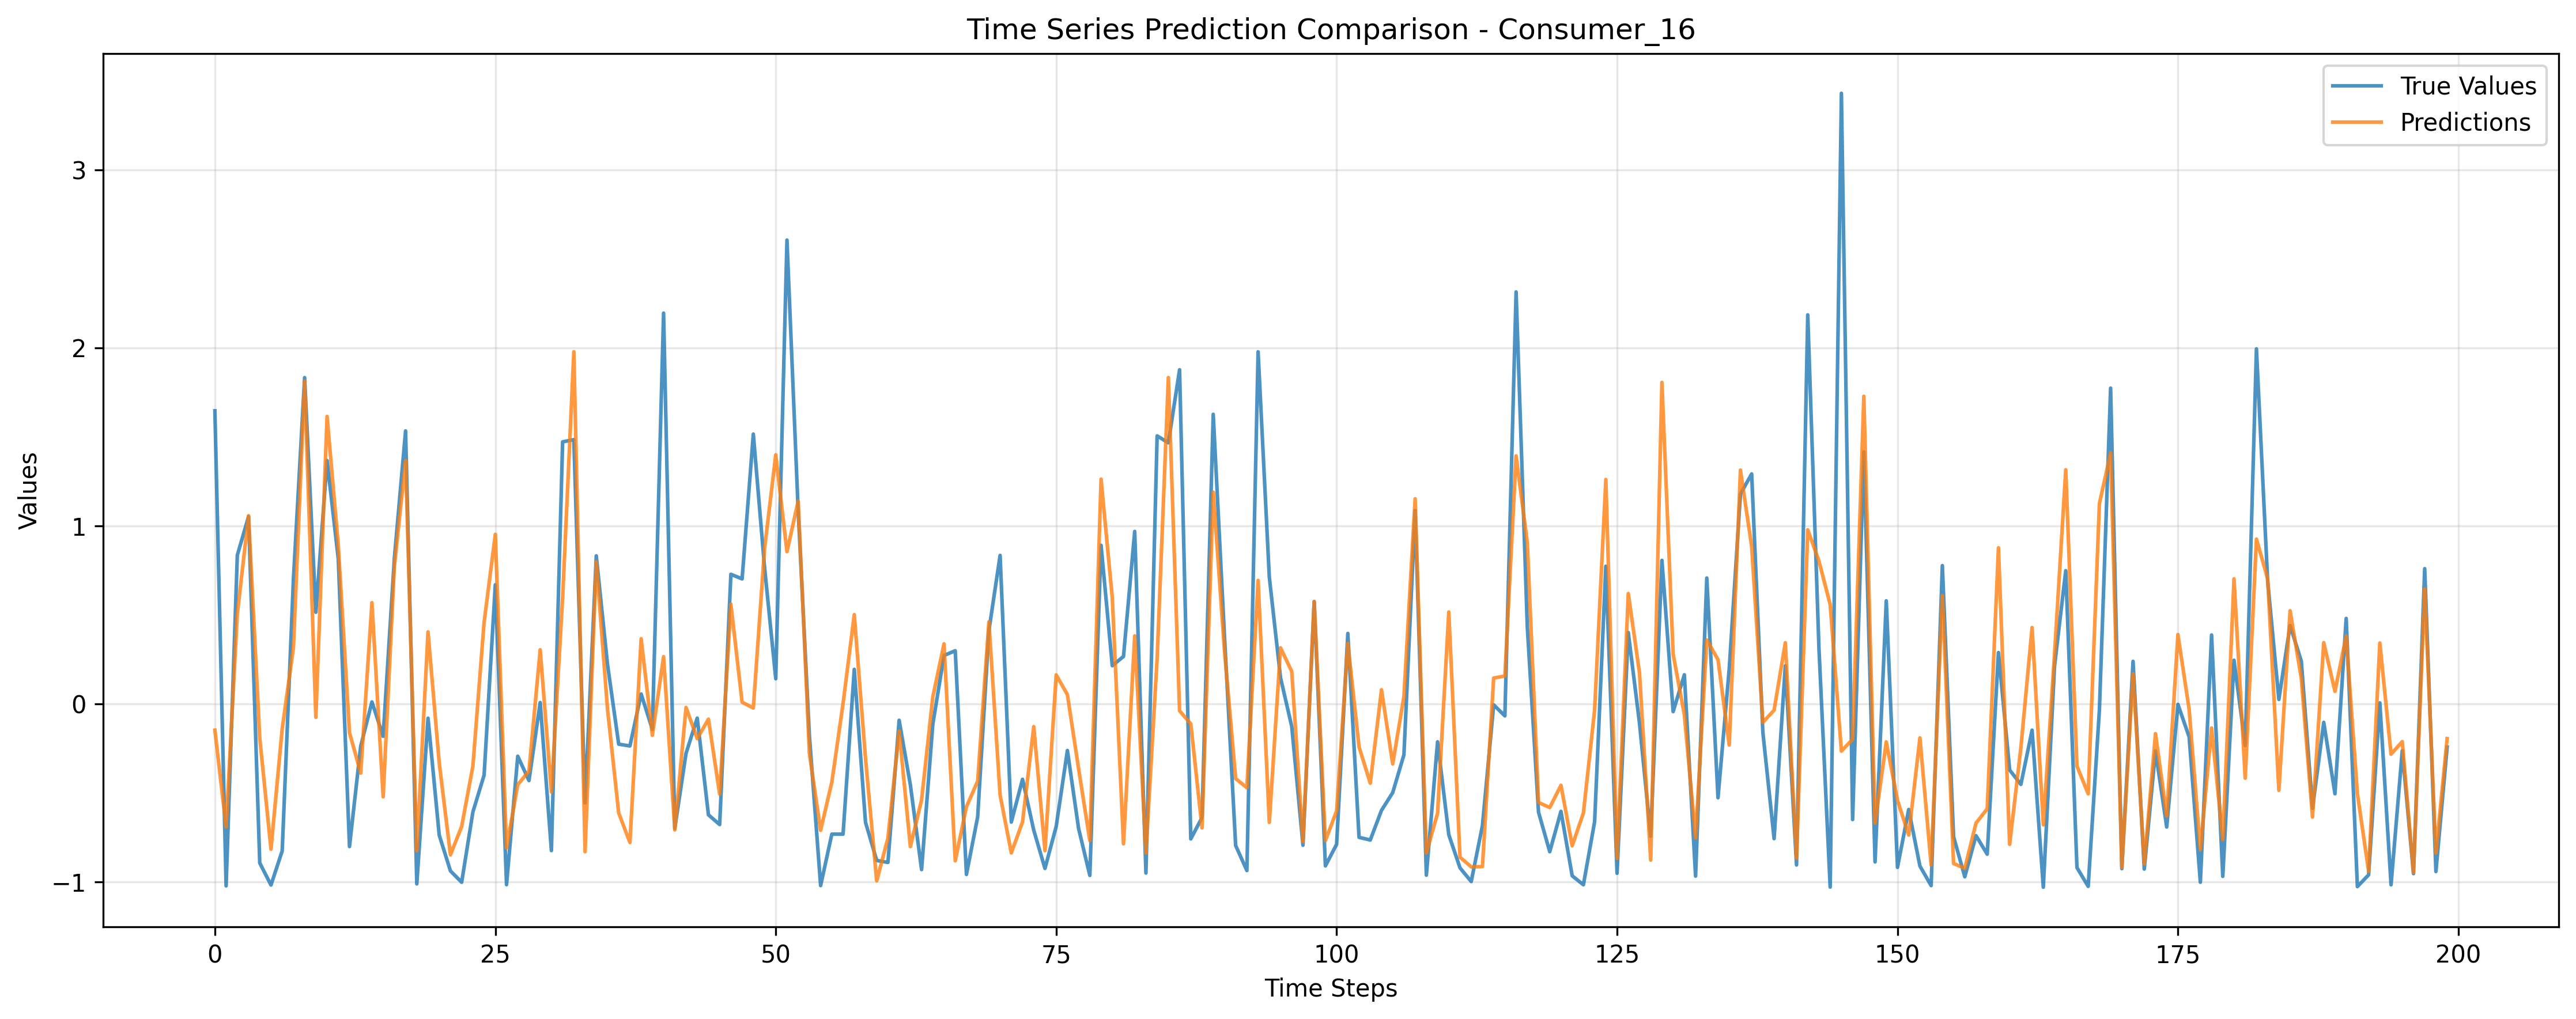 Time Series Prediction Comparison - Consumer_16
True Values
Predictions
Values
3
2
1
0
−1
0 25 50 75 100 125 150 175 200
Time Steps